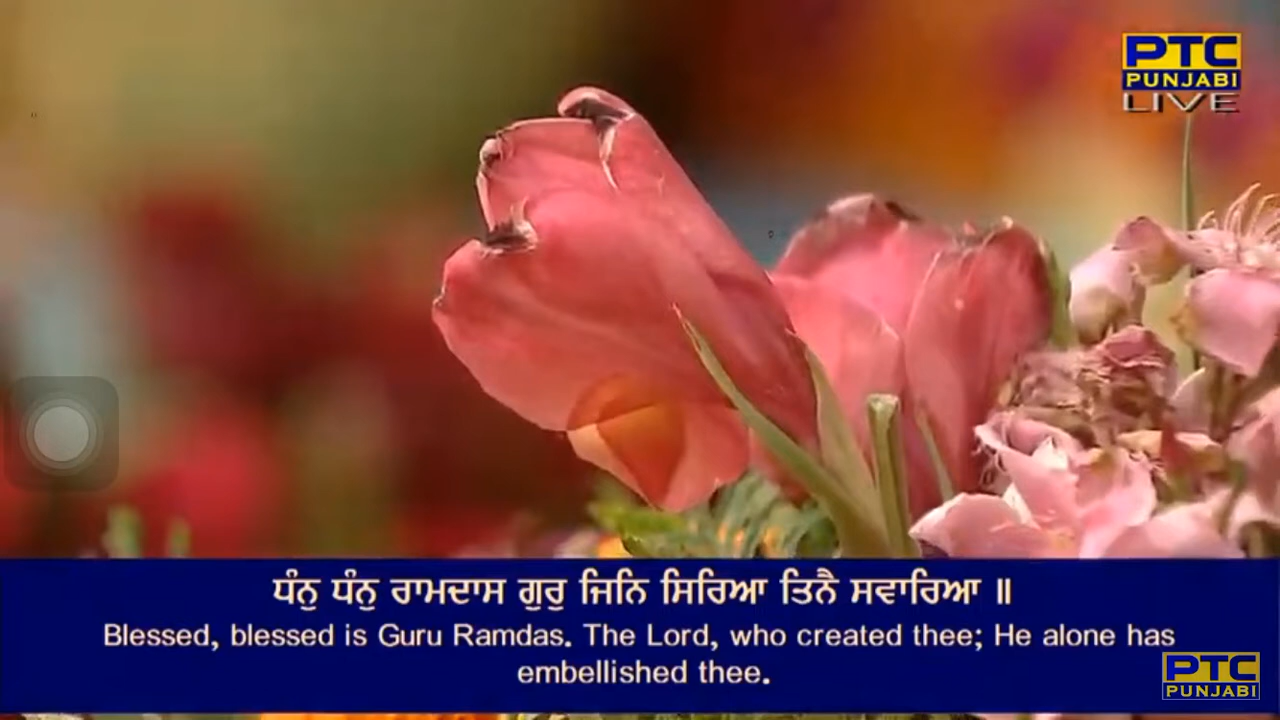 PTC
PUNJABI
LIVE
ਧੰਨੁ ਧੰਨੁ ਰਾਮਦਾਸ ਗੁਰੁ ਜਿਨਿ ਸਿਰਿਆ ਤਿਨੈ ਸਵਾਰਿਆ ॥
Blessed, blessed is Guru Ramdas. The Lord, who created thee; He alone has
embellished thee.
PTC
PUNJABI